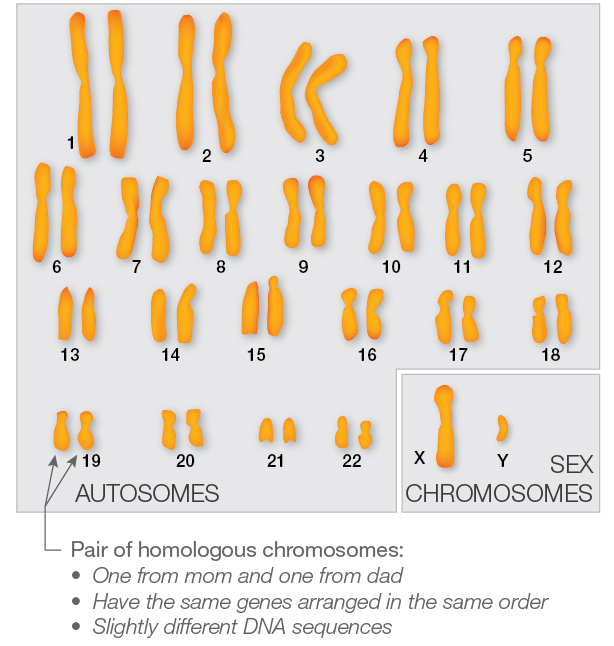 1 2 3 4 5
6 7 8 9 10 11 12
13 14 15 16 17 18
19 20 21 22
X Y
SEX
CHROMOSOMES
AUTOSOMES
Pair of homologous chromosomes:
• One from mom and one from dad
• Have the same genes arranged in the same order
• Slightly different DNA sequences